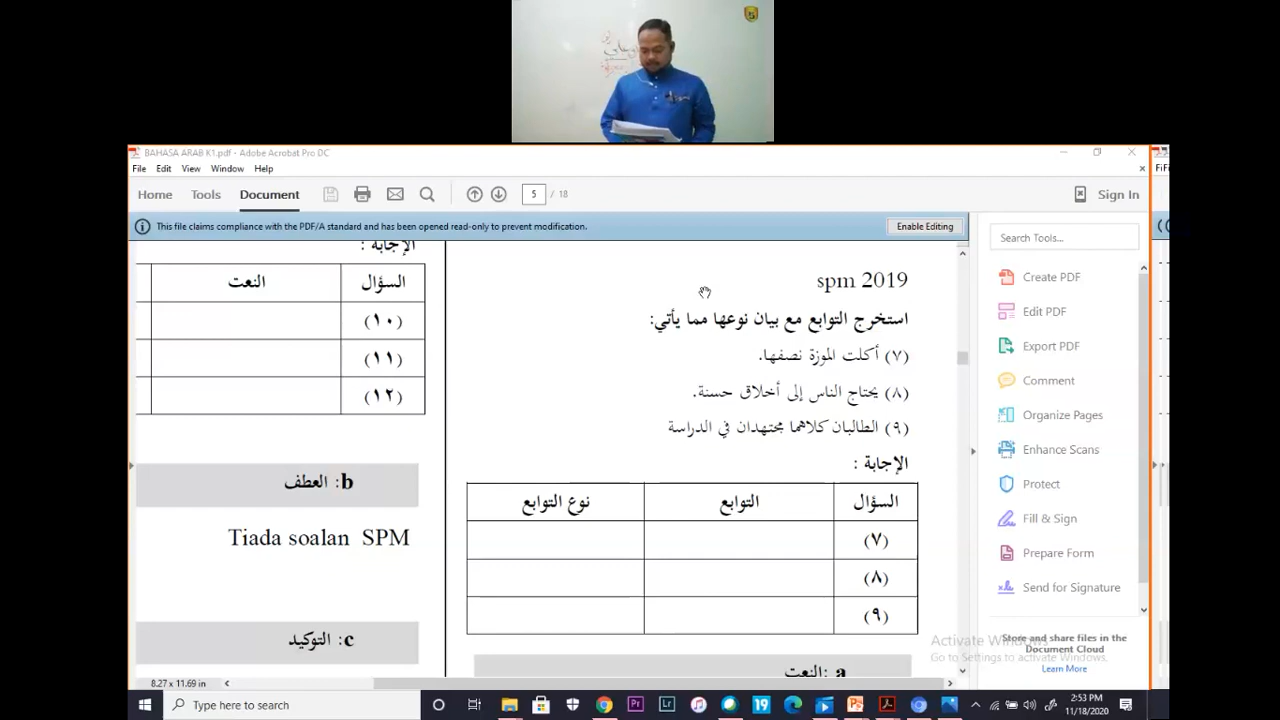 BAHASA ARAB K1.pdf - Adobe Acrobat Pro DC
File Edit View Window Help
Home Tools Document 5 / 18 Sign In
This file claims compliance with the PDF/A standard and has been opened read-only to prevent modification. Enable Editing
spm 2019
استخرج التوابع مع بيان نوعها مما يأتي:
(٧) أكلت الموزة نصفها.
(٨) يحتاج الناس إلى أخلاق حسنة.
(٩) الطالبان كلاهما مجتهدان في الدراسة
الإجابة :
السؤال التوابع نوع التوابع
(٧)
(٨)
(٩)
a :النعت
الإجابة :
السؤال النعت
(١٠)
(١١)
(١٢)
b: العطف
Tiada soalan SPM
c: التوكيد
Search Tools...
Create PDF
Edit PDF
Export PDF
Comment
Organize Pages
Enhance Scans
Protect
Fill & Sign
Prepare Form
Send for Signature
Store and share files in the
Document Cloud
Learn More
Activate Windows
Go to Settings to activate Windows.
8.27 x 11.69 in
Type here to search
19
2:53 PM
11/18/2020